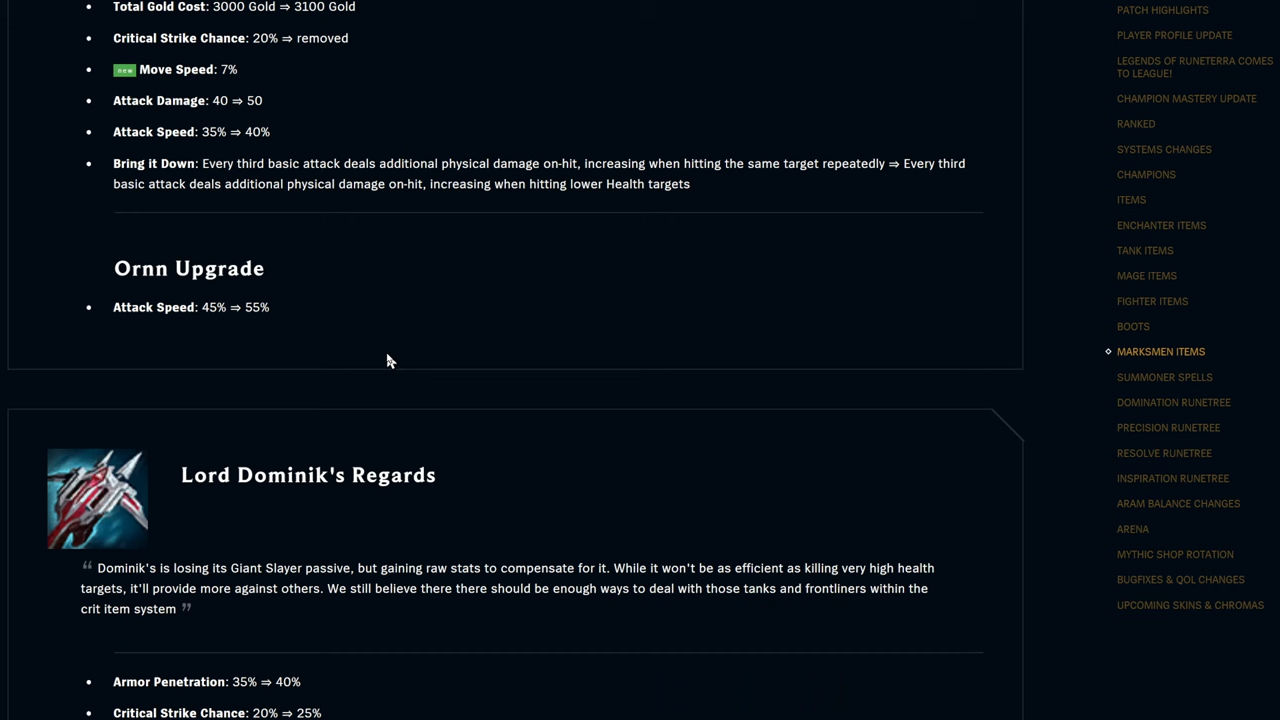 Total Gold Cost: 3000 Gold ⇒ 3100 Gold
Critical Strike Chance: 20% ⇒ removed
new Move Speed: 7%
Attack Damage: 40 ⇒ 50
Attack Speed: 35% ⇒ 40%
Bring it Down: Every third basic attack deals additional physical damage on-hit, increasing when hitting the same target repeatedly ⇒ Every third
basic attack deals additional physical damage on-hit, increasing when hitting lower Health targets
Ornn Upgrade
Attack Speed: 45% ⇒ 55%
Lord Dominik's Regards
“ Dominik's is losing its Giant Slayer passive, but gaining raw stats to compensate for it. While it won't be as efficient as killing very high health
targets, it'll provide more against others. We still believe there there should be enough ways to deal with those tanks and frontliners within the
crit item system ”
Armor Penetration: 35% ⇒ 40%
Critical Strike Chance: 20% ⇒ 25%
PATCH HIGHLIGHTS
PLAYER PROFILE UPDATE
LEGENDS OF RUNETERRA COMES
TO LEAGUE!
CHAMPION MASTERY UPDATE
RANKED
SYSTEMS CHANGES
CHAMPIONS
ITEMS
ENCHANTER ITEMS
TANK ITEMS
MAGE ITEMS
FIGHTER ITEMS
BOOTS
MARKSMEN ITEMS
SUMMONER SPELLS
DOMINATION RUNETREE
PRECISION RUNETREE
RESOLVE RUNETREE
INSPIRATION RUNETREE
ARAM BALANCE CHANGES
ARENA
MYTHIC SHOP ROTATION
BUGFIXES & QOL CHANGES
UPCOMING SKINS & CHROMAS